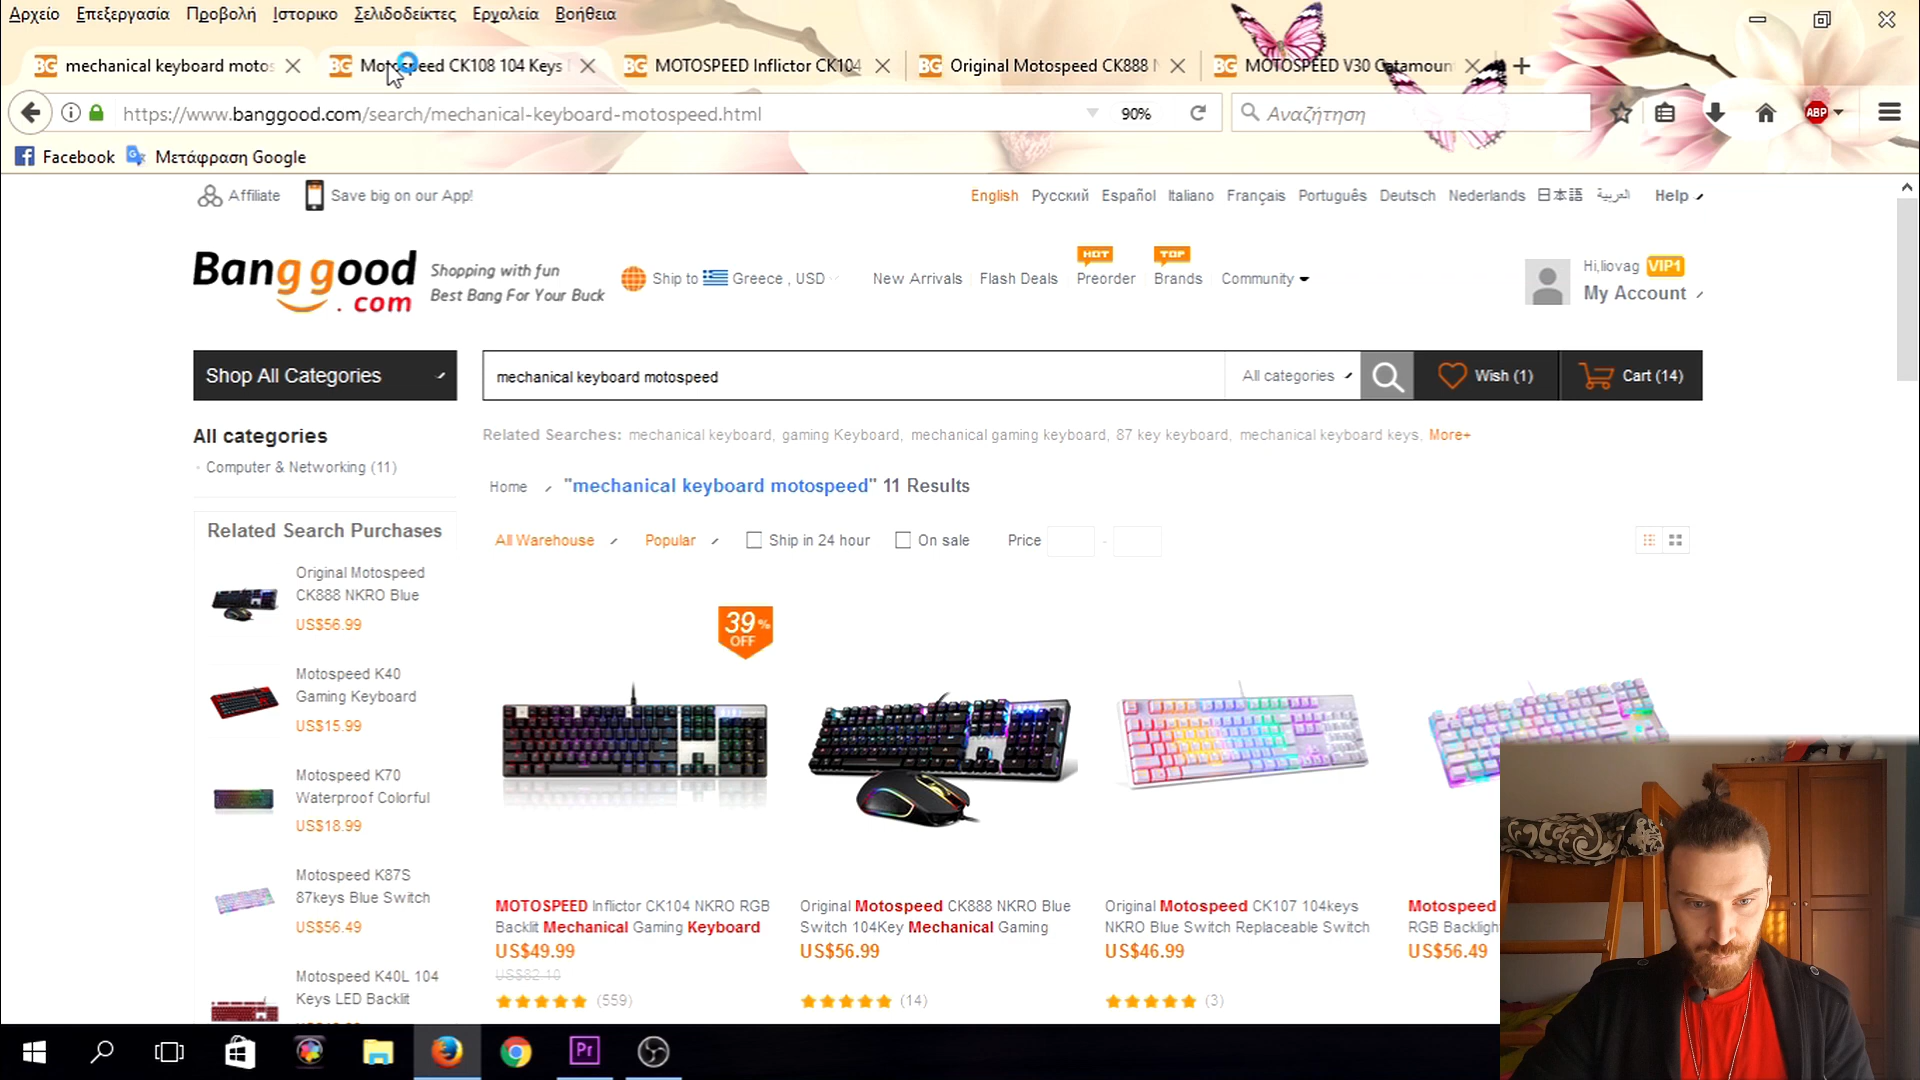 Αρχείο Επεξεργασία Προβολή Ιστορικο Σελιδοδείκτες Εργαλεία Βοήθεια
mechanical keyboard motos
Motospeed CK108 104 Keys
MOTOSPEED Inflictor CK104
Original Motospeed CK888
MOTOSPEED V30 Catamoun
https://www.banggood.com/search/mechanical-keyboard-motospeed.html
90%
Αναζήτηση
ABP
Facebook Μετάφραση Google
Affiliate
Save big on our App!
English Русский Español Italiano Français Português Deutsch Nederlands 日本語 العربية Help
Banggood
.com
Shopping with fun
Best Bang For Your Buck
Ship to Greece , USD
New Arrivals Flash Deals
HOT
Preorder
TOP
Brands
Community
Hi,liovag VIP1
My Account
Shop All Categories
mechanical keyboard motospeed
All categories
Wish (1)
Cart (14)
All categories
· Computer & Networking (11)
Related Searches: mechanical keyboard, gaming Keyboard, mechanical gaming keyboard, 87 key keyboard, mechanical keyboard keys, More+
Home "mechanical keyboard motospeed" 11 Results
Related Search Purchases
All Warehouse Popular Ship in 24 hour On sale Price -
Original Motospeed
CK888 NKRO Blue
US$56.99
Motospeed K40
Gaming Keyboard
US$15.99
Motospeed K70
Waterproof Colorful
US$18.99
Motospeed K87S
87keys Blue Switch
US$56.49
Motospeed K40L 104
Keys LED Backlit
39%
OFF
MOTOSPEED Inflictor CK104 NKRO RGB
Backlit Mechanical Gaming Keyboard
US$49.99
US$82.10
(559)
Original Motospeed CK888 NKRO Blue
Switch 104Key Mechanical Gaming
US$56.99
(14)
Original Motospeed CK107 104keys
NKRO Blue Switch Replaceable Switch
US$46.99
(3)
Motospeed
RGB Backligh
US$56.49
Pr